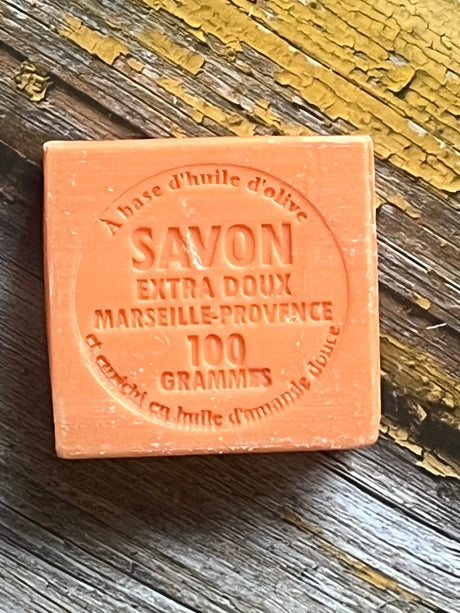 À base d'huile d'olive
SAVON
EXTRA DOUX
MARSEILLE-PROVENCE
100
GRAMMES
et enrichi en huile d'amande douce